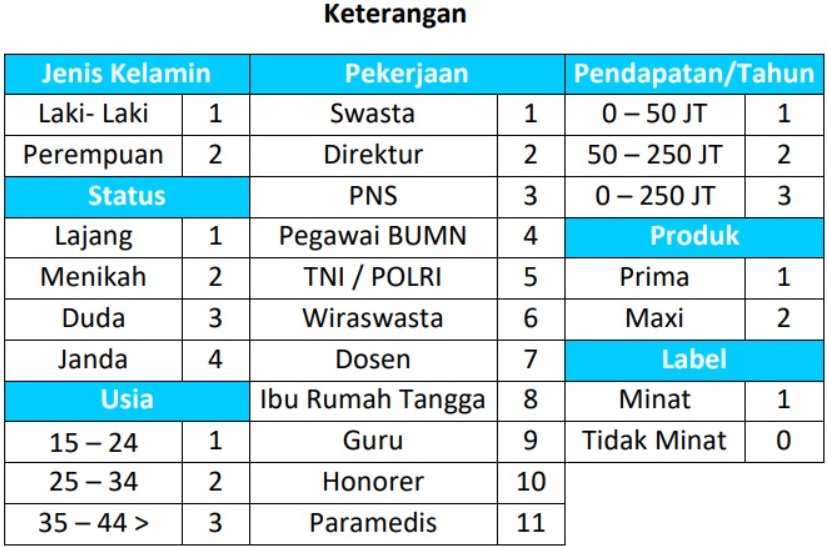 Keterangan
Jenis Kelamin Pekerjaan Pendapatan/Tahun
Laki- Laki 1 Swasta 1 0 – 50 JT 1
Perempuan 2 Direktur 2 50 – 250 JT 2
Status PNS 3 0 – 250 JT 3
Lajang 1 Pegawai BUMN 4 Produk
Menikah 2 TNI / POLRI 5 Prima 1
Duda 3 Wiraswasta 6 Maxi 2
Janda 4 Dosen 7 Label
Usia Ibu Rumah Tangga 8 Minat 1
15 – 24 1 Guru 9 Tidak Minat 0
25 – 34 2 Honorer 10
35 – 44 > 3 Paramedis 11